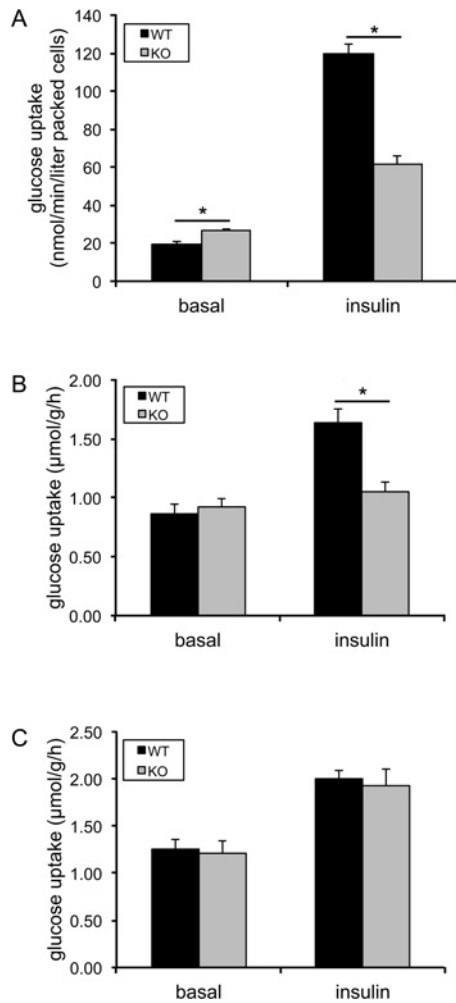 A
glucose uptake
(nmol/min/liter packed cells)
140
120
100
80
60
40
20
0
WT
KO
*
*
basal insulin
B
glucose uptake (µmol/g/h)
2.00
1.50
1.00
0.50
0.00
WT
KO
*
basal insulin
C
glucose uptake (µmol/g/h)
2.50
2.00
1.50
1.00
0.50
0.00
WT
KO
basal insulin